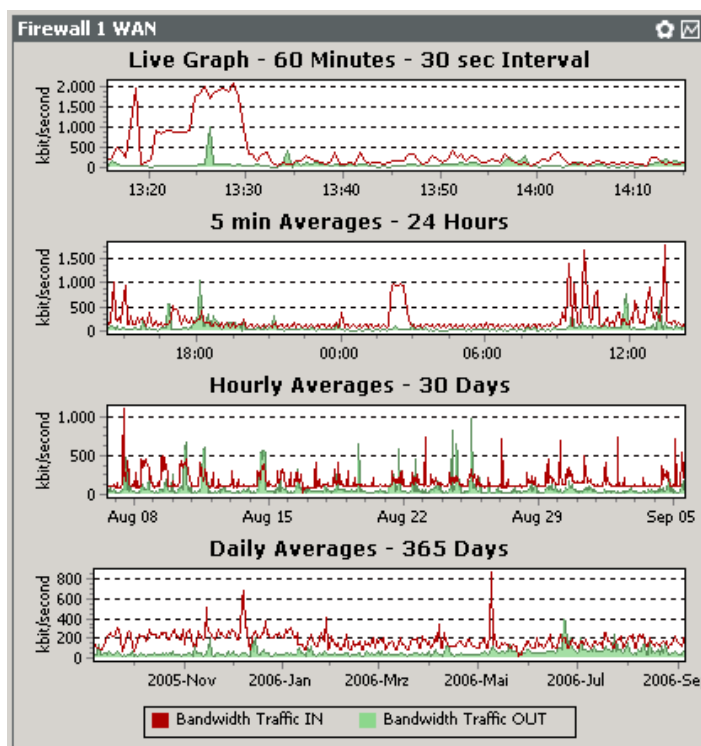 Firewall 1 WAN
Live Graph - 60 Minutes - 30 sec Interval
kbit/second
2.000
1.500
1.000
500
0
13:20 13:30 13:40 13:50 14:00 14:10
5 min Averages - 24 Hours
kbit/second
1.500
1.000
500
0
18:00 00:00 06:00 12:00
Hourly Averages - 30 Days
kbit/second
1.000
500
0
Aug 08 Aug 15 Aug 22 Aug 29 Sep 05
Daily Averages - 365 Days
kbit/second
800
600
400
200
0
2005-Nov 2006-Jan 2006-Mrz 2006-Mai 2006-Jul 2006-Se
Bandwidth Traffic IN Bandwidth Traffic OUT